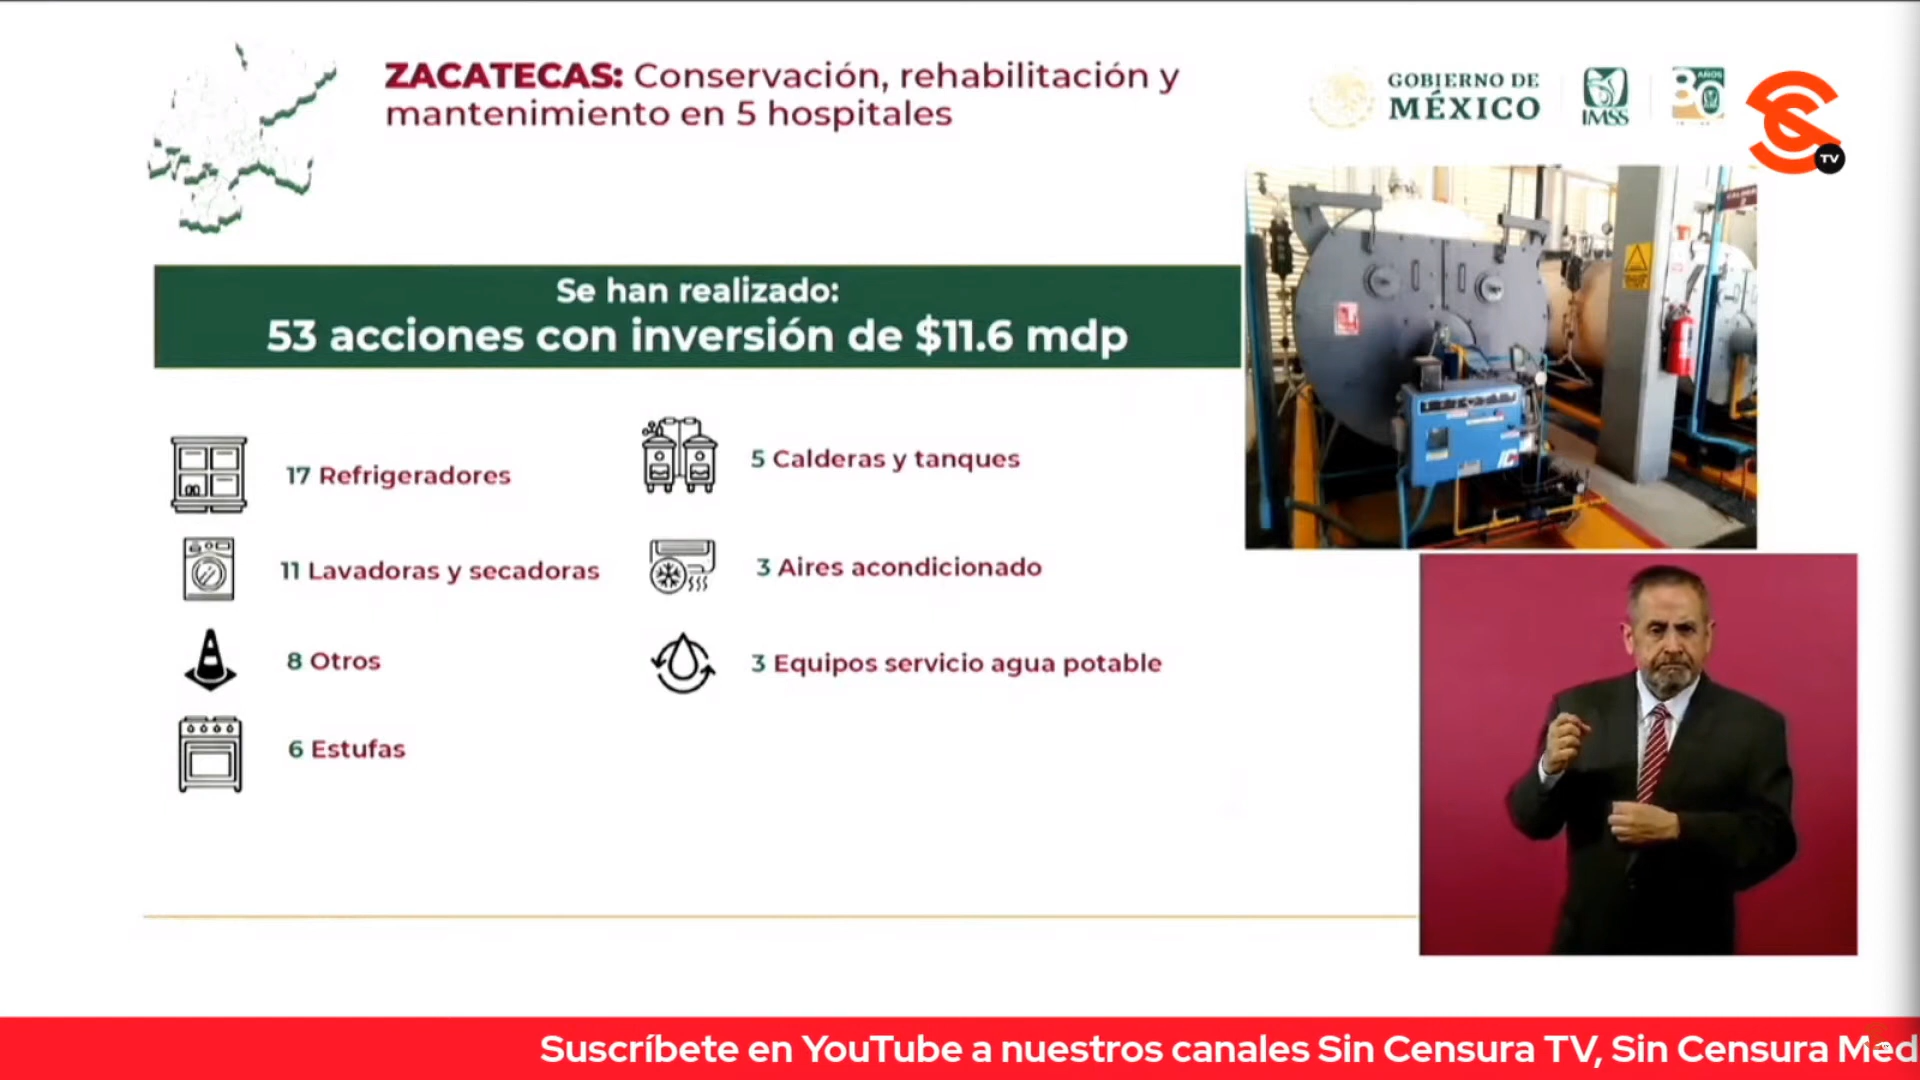 ZACATECAS: Conservación, rehabilitación y
mantenimiento en 5 hospitales
GOBIERNO DE
MÉXICO
IMSS
80 AÑOS
TV
Se han realizado:
53 acciones con inversión de $11.6 mdp
17 Refrigeradores
11 Lavadoras y secadoras
8 Otros
6 Estufas
5 Calderas y tanques
3 Aires acondicionado
3 Equipos servicio agua potable
Suscríbete en YouTube a nuestros canales Sin Censura TV, Sin Censura Med